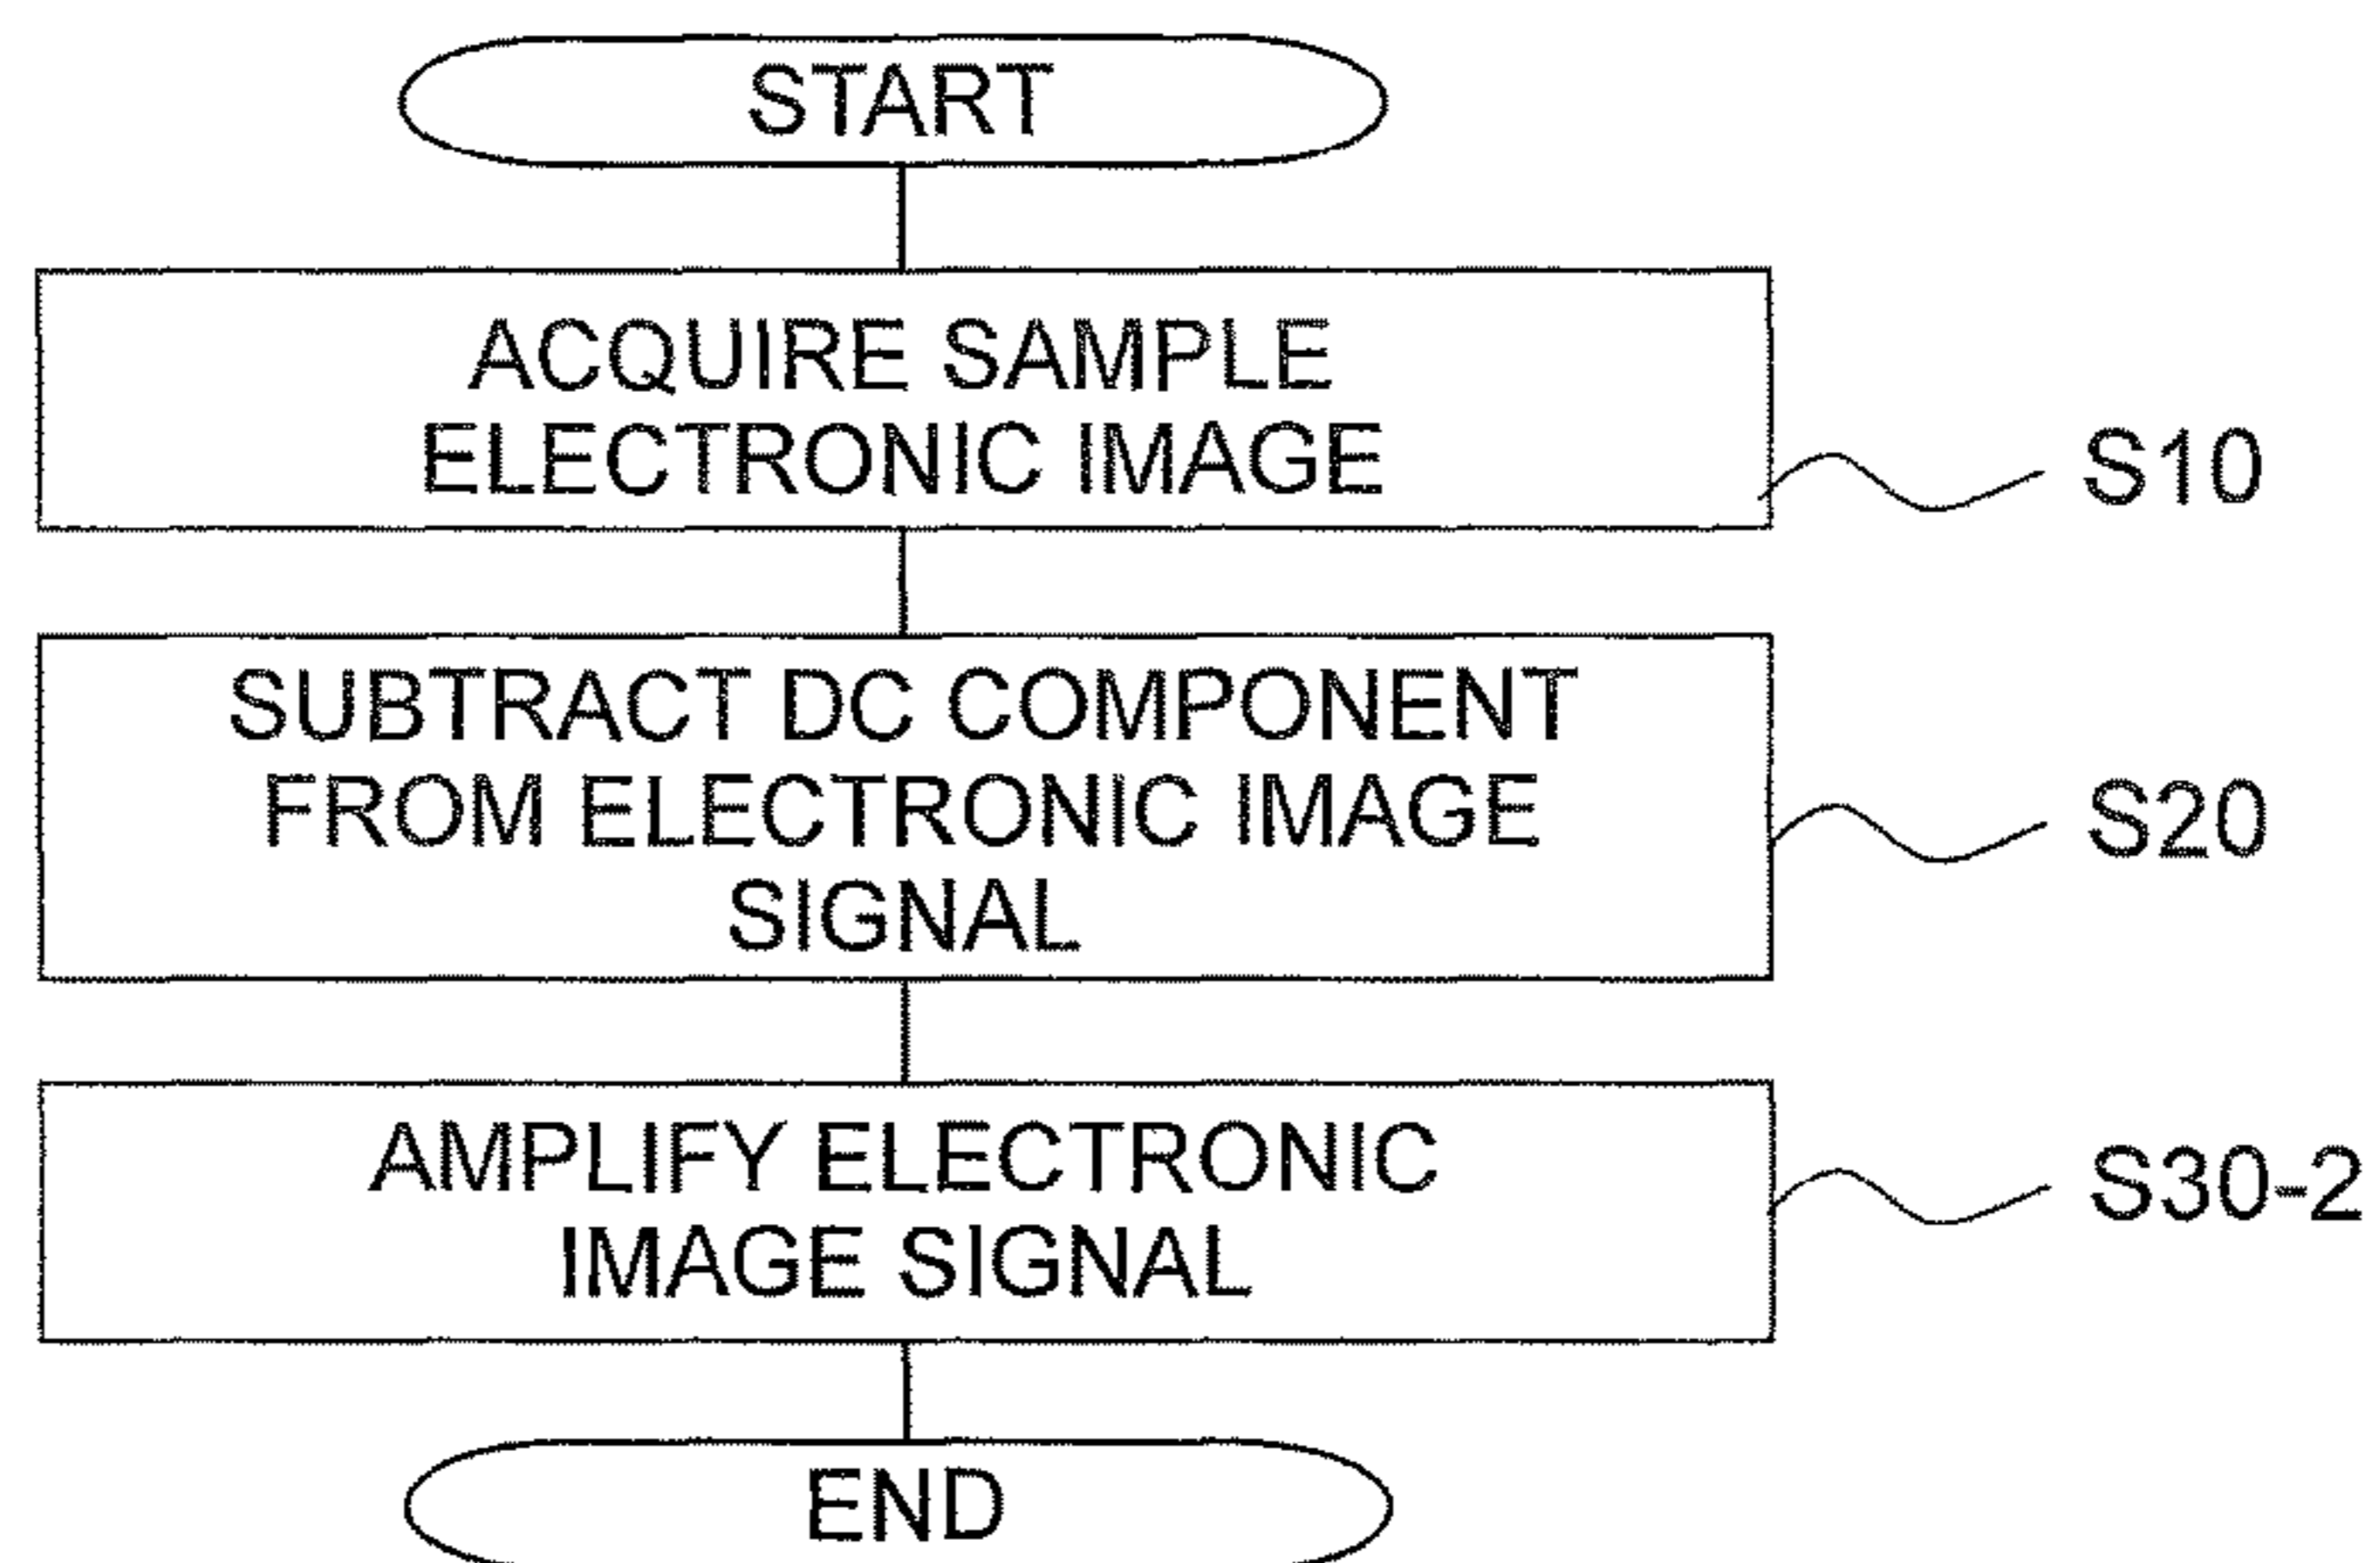 START
ACQUIRE SAMPLE
ELECTRONIC IMAGE
S10
SUBTRACT DC COMPONENT
FROM ELECTRONIC IMAGE
SIGNAL
S20
AMPLIFY ELECTRONIC
IMAGE SIGNAL
S30-2
END